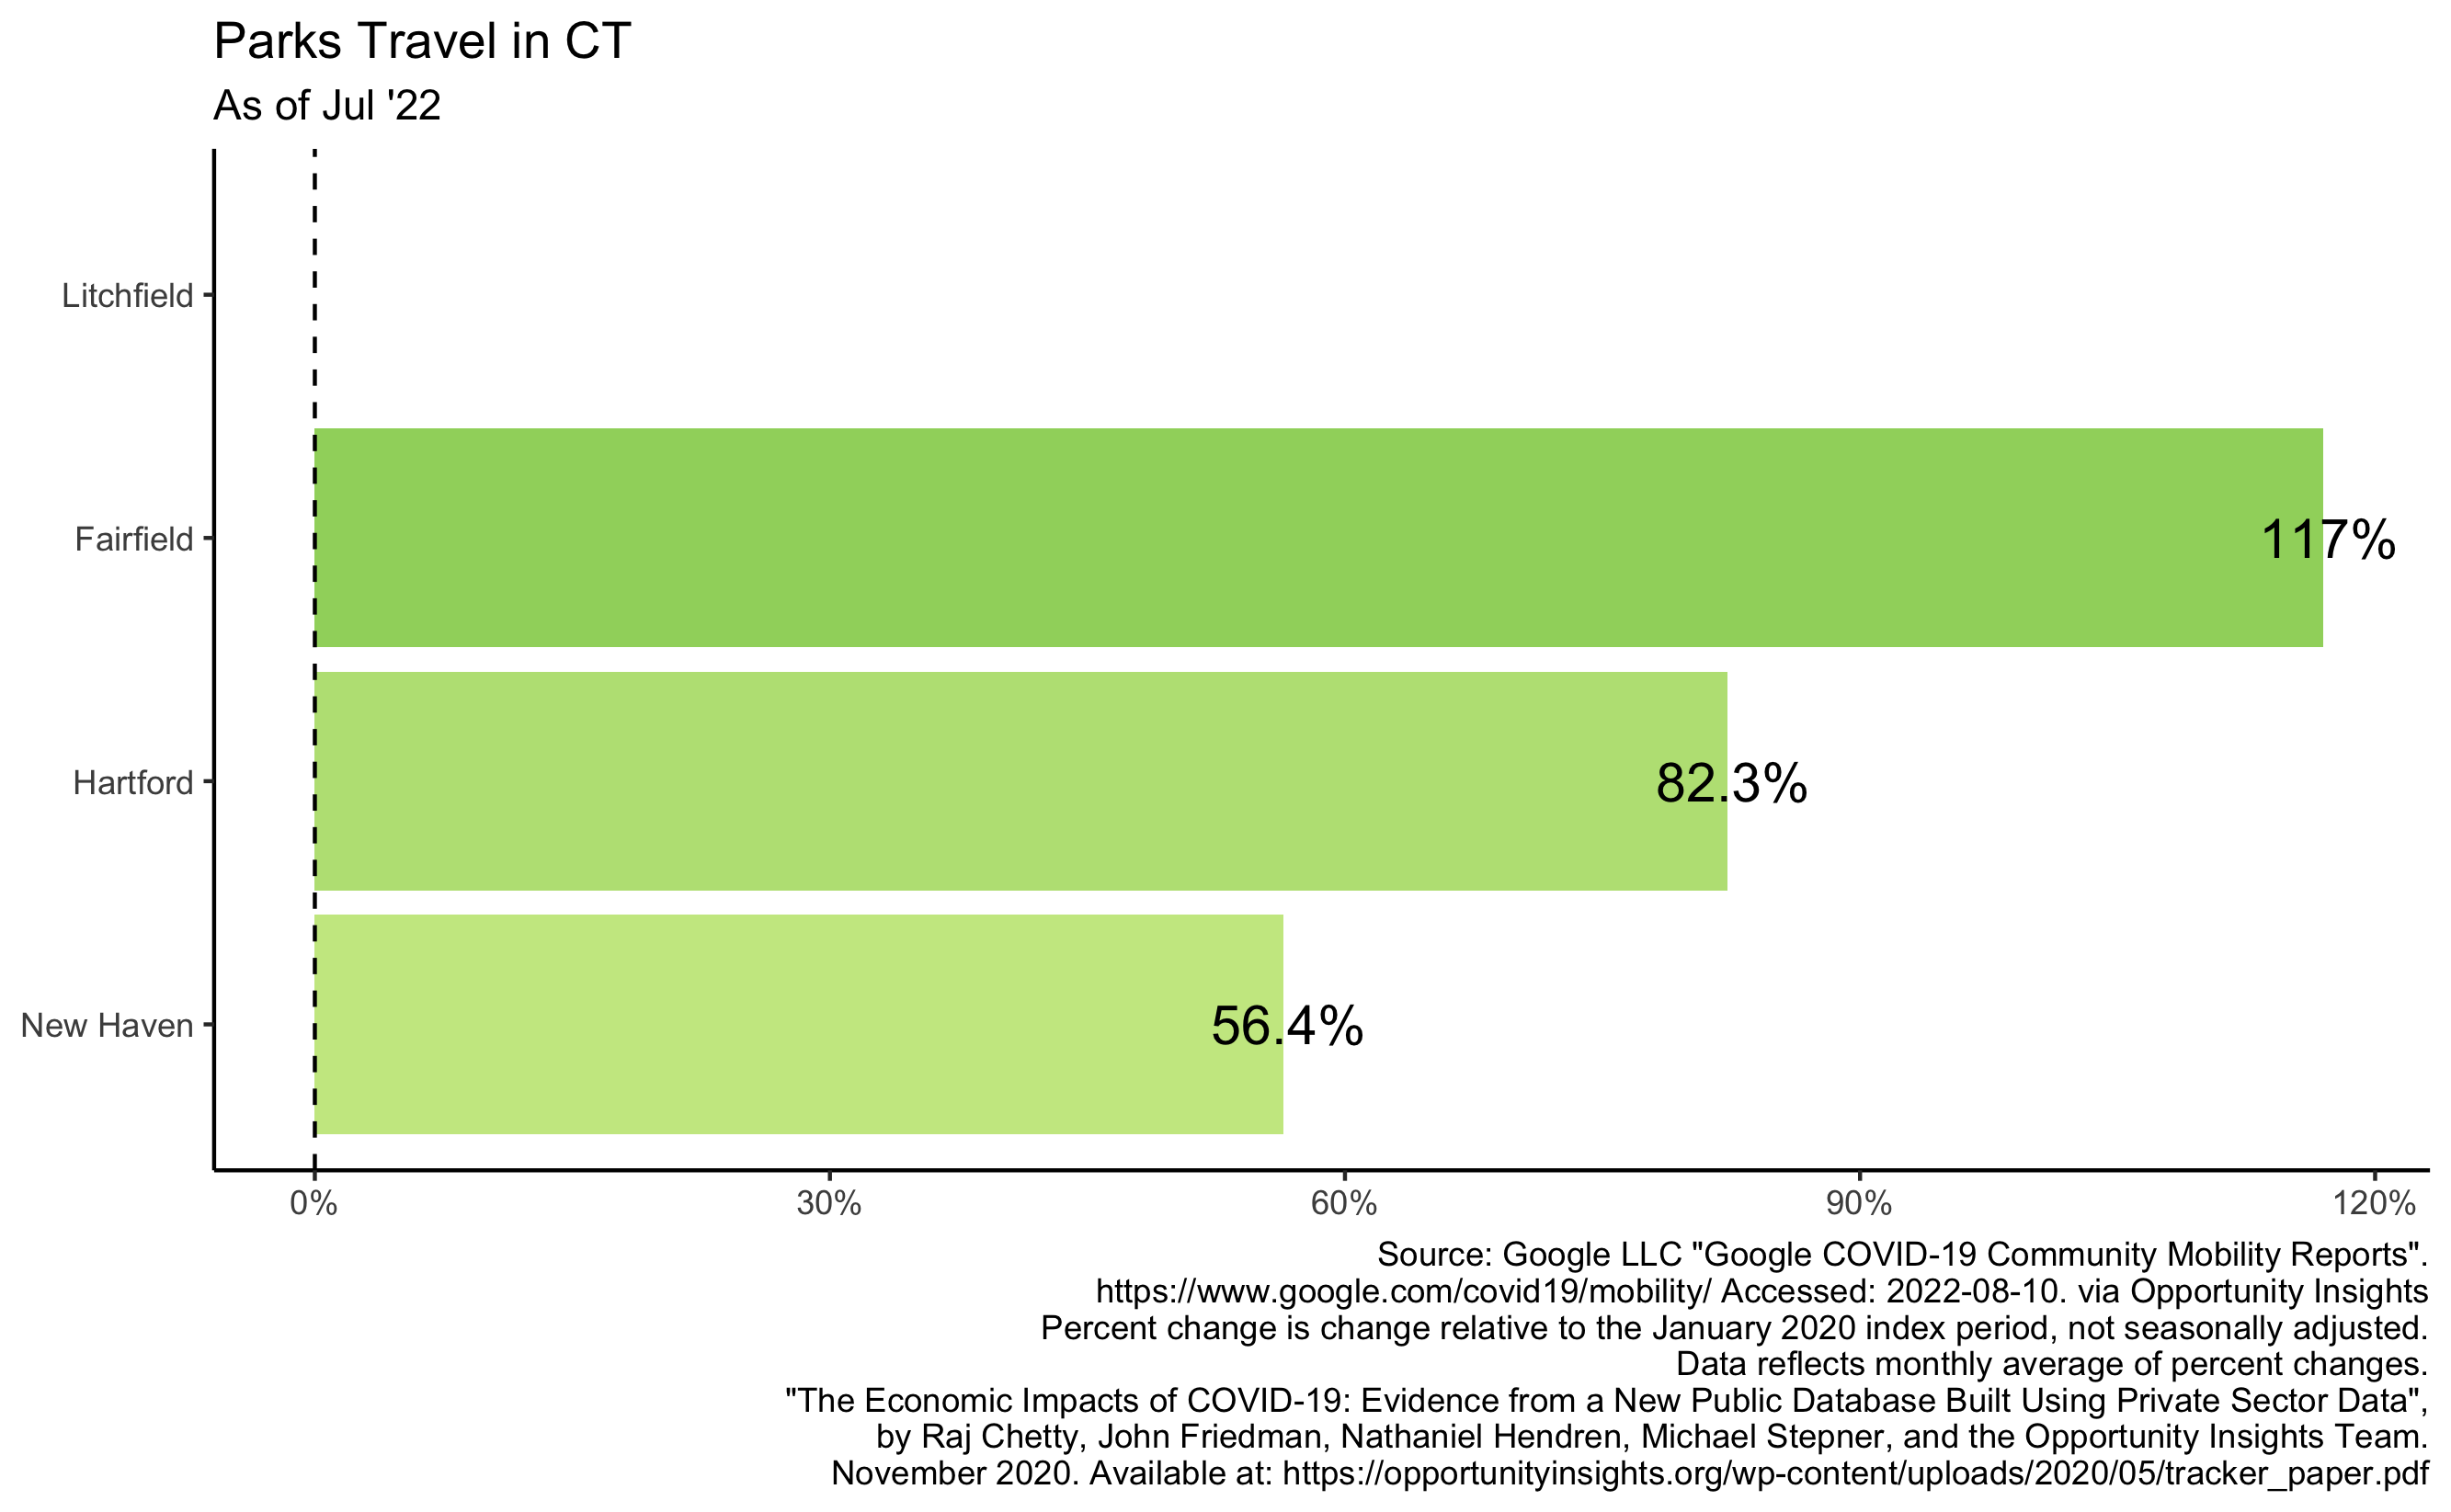 Parks Travel in CT
As of Jul '22
Litchfield
Fairfield
117%
Hartford
82.3%
New Haven
56.4%
0% 30% 60% 90% 120%
Source: Google LLC "Google COVID-19 Community Mobility Reports".
https://www.google.com/covid19/mobility/ Accessed: 2022-08-10. via Opportunity Insights
Percent change is change relative to the January 2020 index period, not seasonally adjusted.
Data reflects monthly average of percent changes.
"The Economic Impacts of COVID-19: Evidence from a New Public Database Built Using Private Sector Data",
by Raj Chetty, John Friedman, Nathaniel Hendren, Michael Stepner, and the Opportunity Insights Team.
November 2020. Available at: https://opportunityinsights.org/wp-content/uploads/2020/05/tracker_paper.pdf